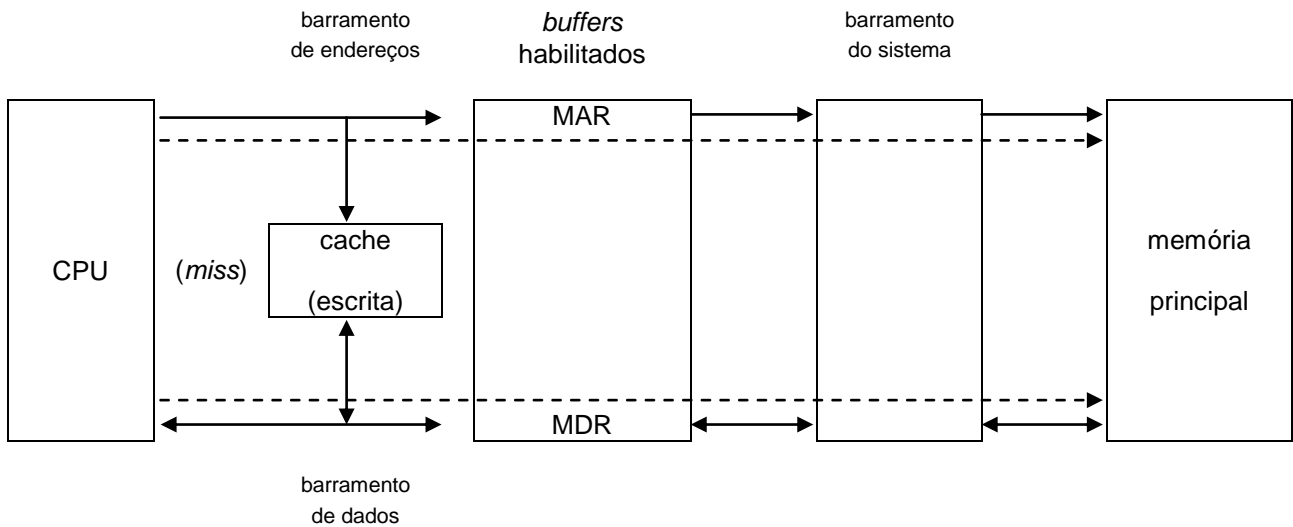 barramento
de endereços
buffers
habilitados
barramento
do sistema
MAR
CPU
(miss)
cache
(escrita)
memória
principal
MDR
barramento
de dados